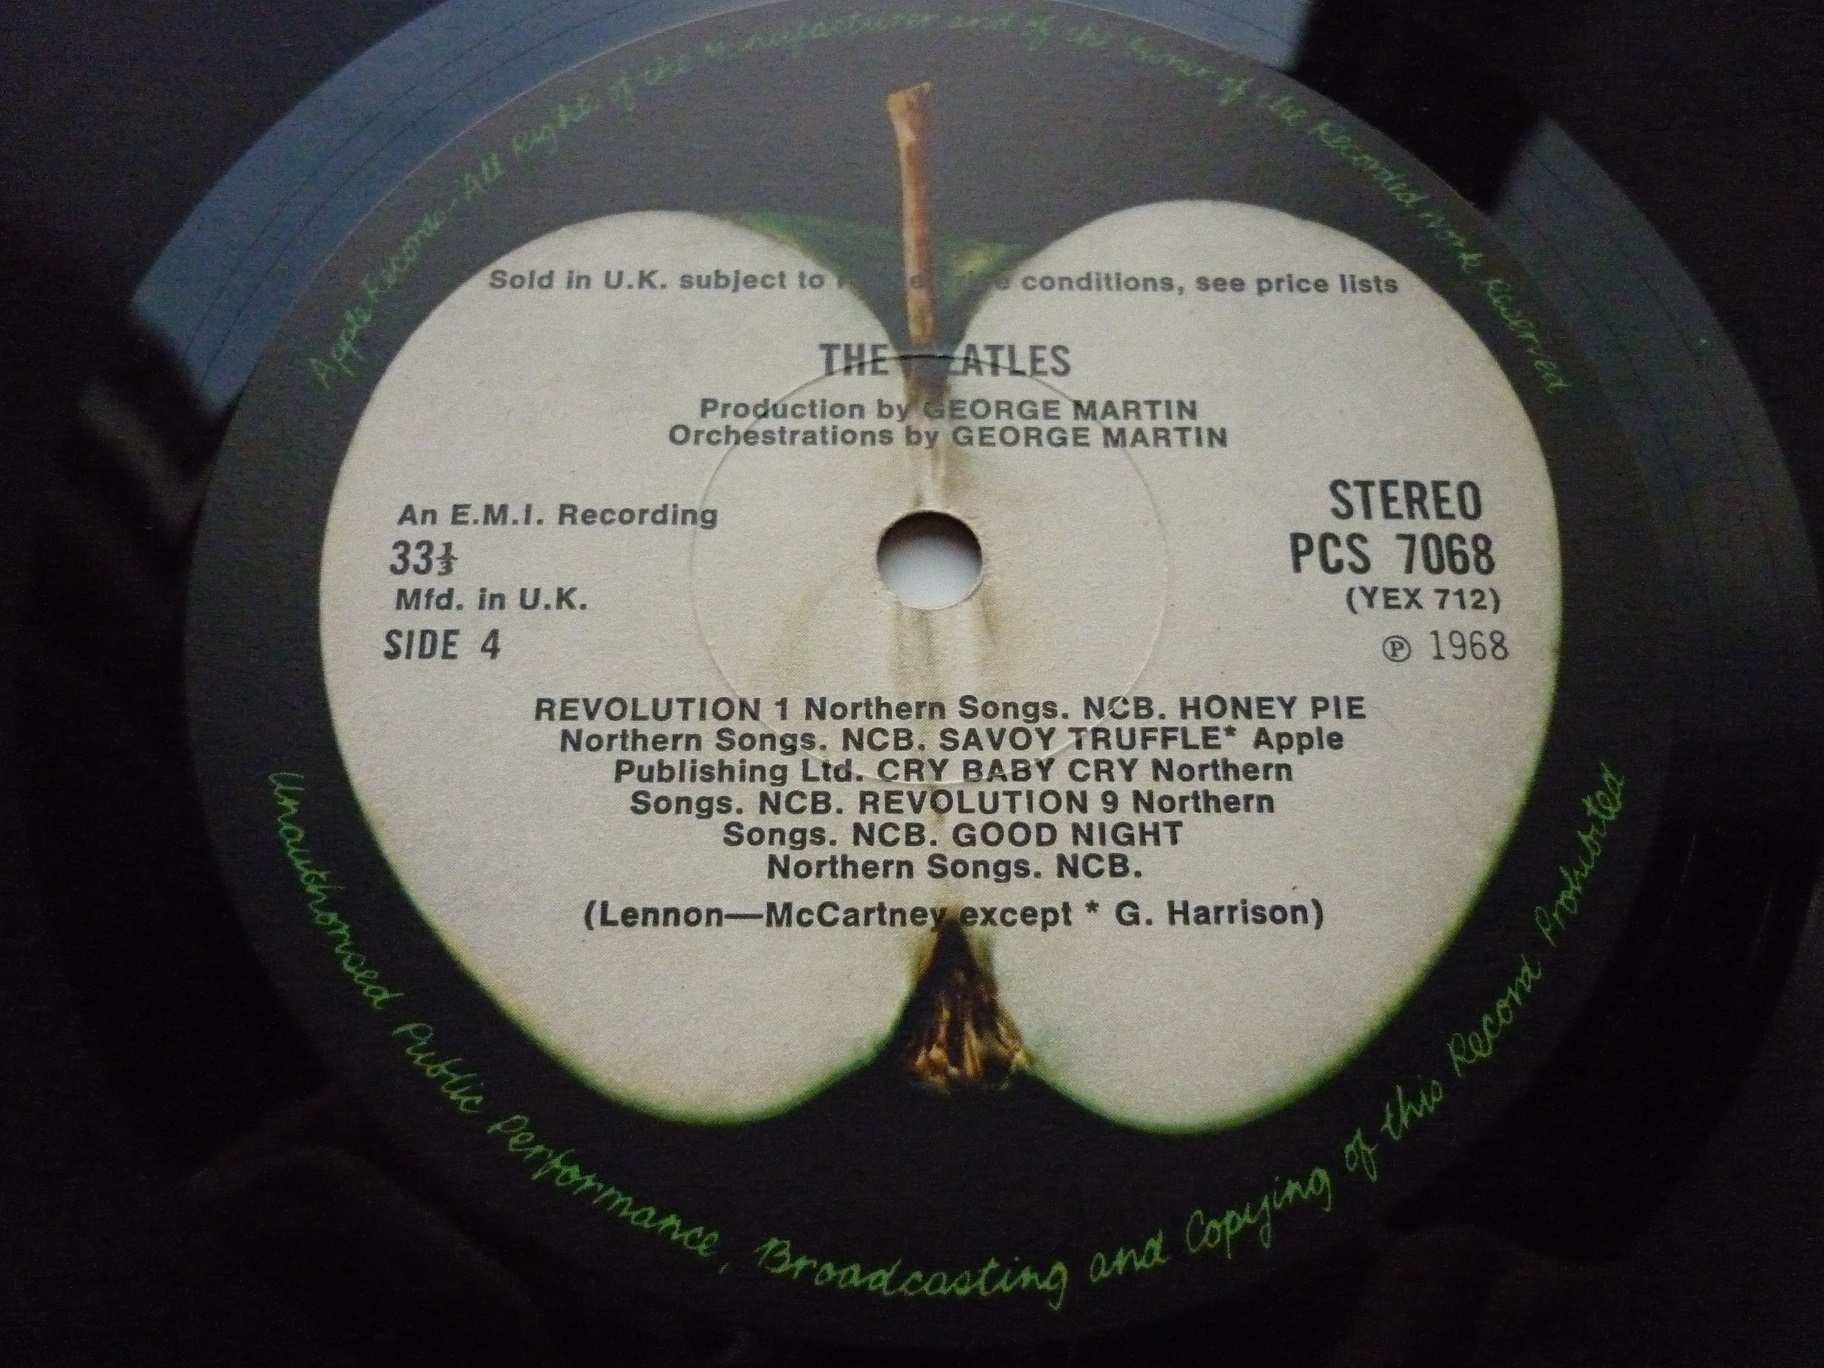 Apple Records. All Rights of the Manufacturer and of the Owner of the Recorded Work Reserved
Sold in U.K. subject to conditions, see price lists
THE BEATLES
Production by GEORGE MARTIN
Orchestrations by GEORGE MARTIN
An E.M.I. Recording
33⅓
Mfd. in U.K.
SIDE 4
STEREO
PCS 7068
(YEX 712)
℗ 1968
REVOLUTION 1 Northern Songs. NCB. HONEY PIE
Northern Songs. NCB. SAVOY TRUFFLE* Apple
Publishing Ltd. CRY BABY CRY Northern
Songs. NCB. REVOLUTION 9 Northern
Songs. NCB. GOOD NIGHT
Northern Songs. NCB.
(Lennon—McCartney except * G. Harrison)
Unauthorised Public Performance, Broadcasting and Copying of this Record Prohibited